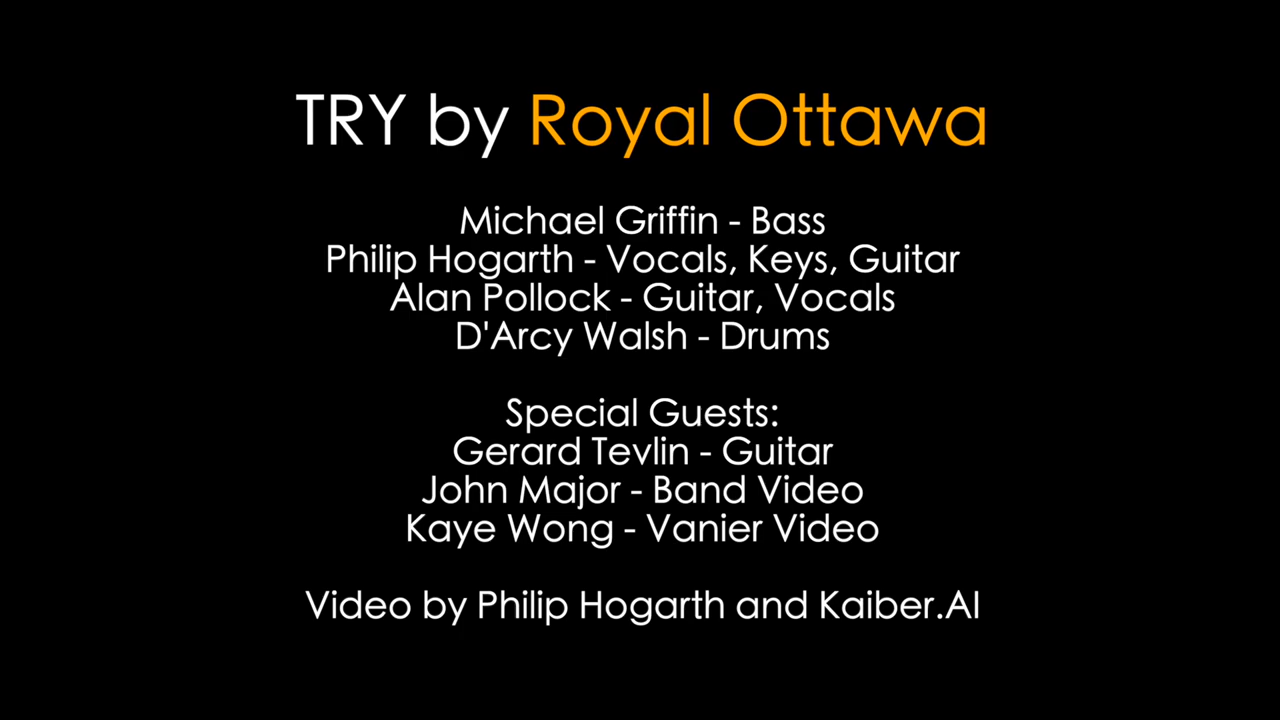 TRY by Royal Ottawa
Michael Griffin - Bass
Philip Hogarth - Vocals, Keys, Guitar
Alan Pollock - Guitar, Vocals
D'Arcy Walsh - Drums
Special Guests:
Gerard Tevlin - Guitar
John Major - Band Video
Kaye Wong - Vanier Video
Video by Philip Hogarth and Kaiber.AI